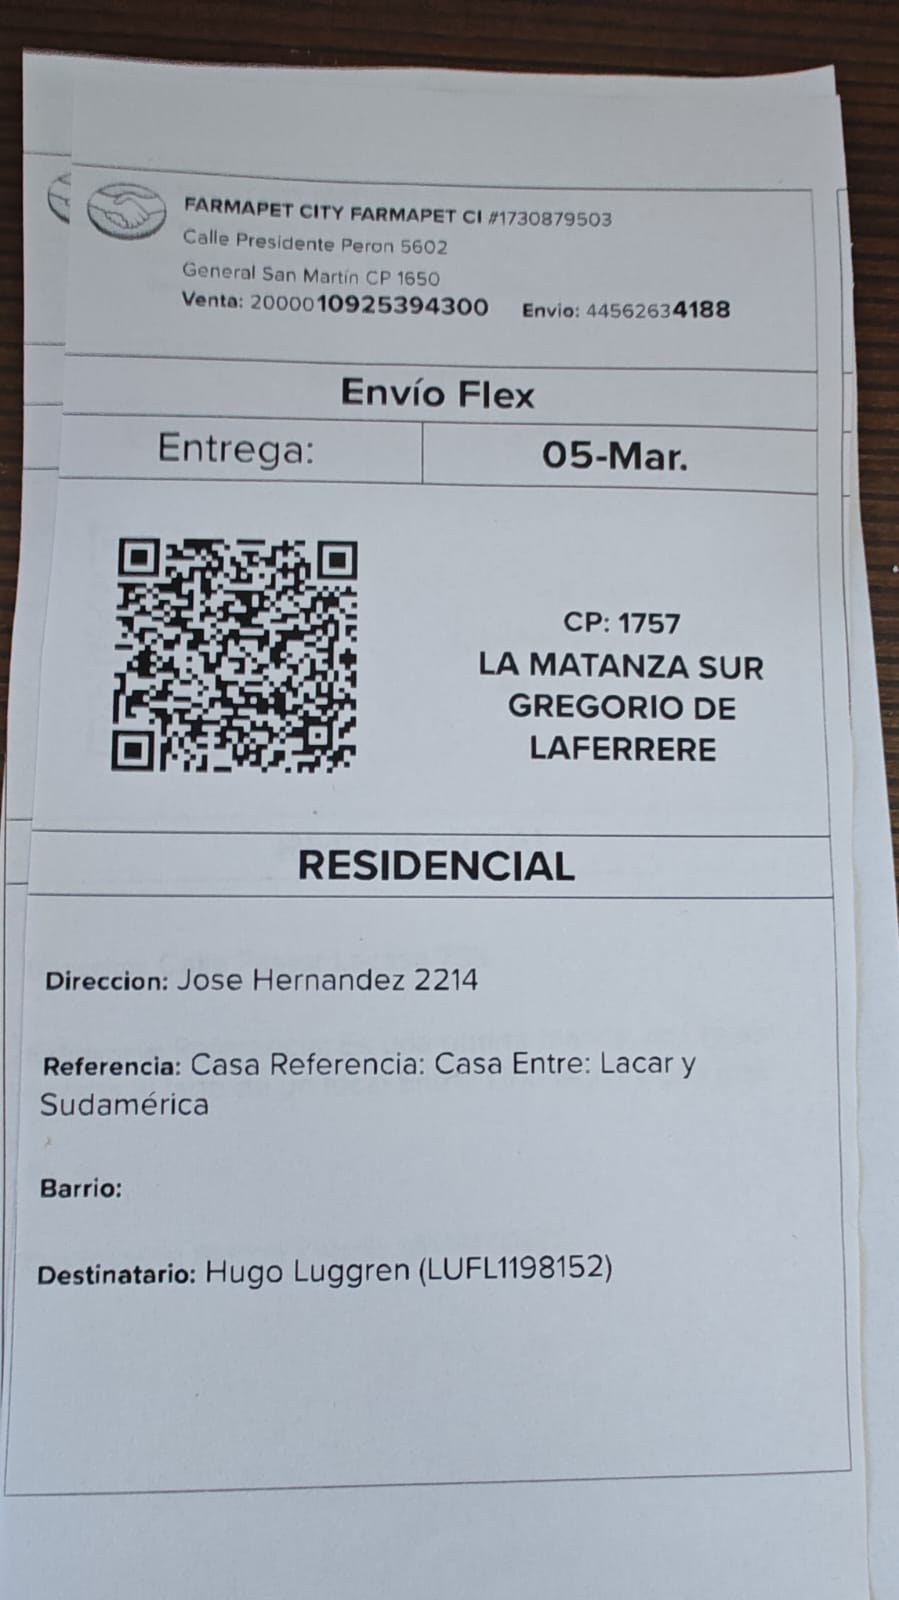 FARMAPET CITY FARMAPET CI #1730879503
Calle Presidente Peron 5602
General San Martín CP 1650
Venta: 2000010925394300 Envio: 44562634188
Envío Flex
Entrega: 05-Mar.
CP: 1757
LA MATANZA SUR
GREGORIO DE
LAFERRERE
RESIDENCIAL
Direccion: Jose Hernandez 2214
Referencia: Casa Referencia: Casa Entre: Lacar y
Sudamérica
Barrio:
Destinatario: Hugo Luggren (LUFL1198152)